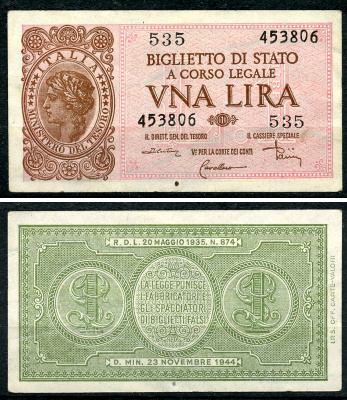 535 453806
BIGLIETTO DI STATO
A CORSO LEGALE
VNA LIRA
453806 535
IL DIRETT. GEN. DEL TESORO IL CASSIERE SPECIALE
Vº PER LA CORTE DEI CONTI
ITALIA
MINISTERO DEL TESORO
R. D. L. 20 MAGGIO 1935, N. 874
LA LEGGE PUNISCE
I FABBRICATORI E
GLI SPACCIATORI
DI BIGLIETTI FALSI
1 1
D. MIN. 23 NOVEMBRE 1944
I.P.S. OFF. CARTE-VALORI